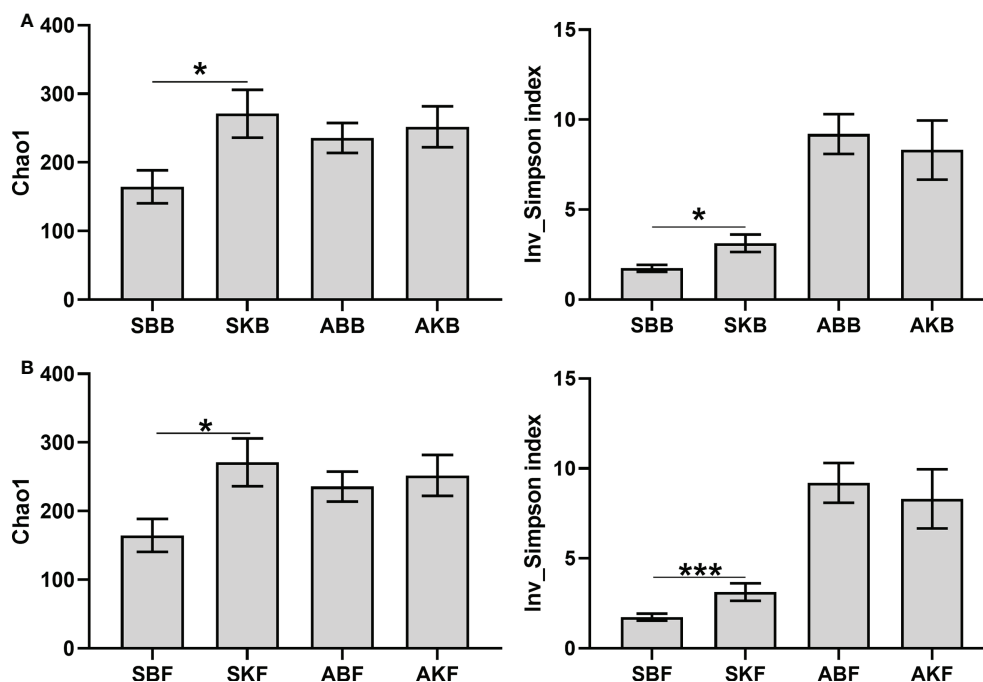 A
400
300
200
100
0
Chao1
*
SBB SKB ABB AKB
15
10
5
0
Inv_Simpson index
*
SBB SKB ABB AKB
B
400
300
200
100
0
Chao1
*
SBF SKF ABF AKF
15
10
5
0
Inv_Simpson index
***
SBF SKF ABF AKF